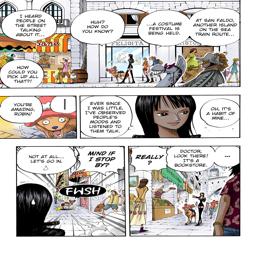 AT SAN FALDO,
ANOTHER ISLAND
ON THE SEA
TRAIN ROUTE...
...A COSTUME
FESTIVAL IS
BEING HELD.
HUH?
HOW DO
YOU KNOW?
I HEARD
PEOPLE ON
THE STREET
TALKING
ABOUT IT...
HOW COULD
YOU PICK UP
ALL THAT?!
OH, IT'S
A HABIT OF
MINE...
EVER SINCE
I WAS LITTLE,
I'VE OBSERVED
PEOPLE'S
MOODS AND
LISTENED TO
THEM TALK.
YOU'RE
AMAZING,
ROBIN!
...
DOCTOR,
LOOK THERE!
IT'S A
BOOKSTORE.
REALLY
?
MIND IF
I STOP
BY?
NOT AT ALL...
LET'S GO IN.
FWSH